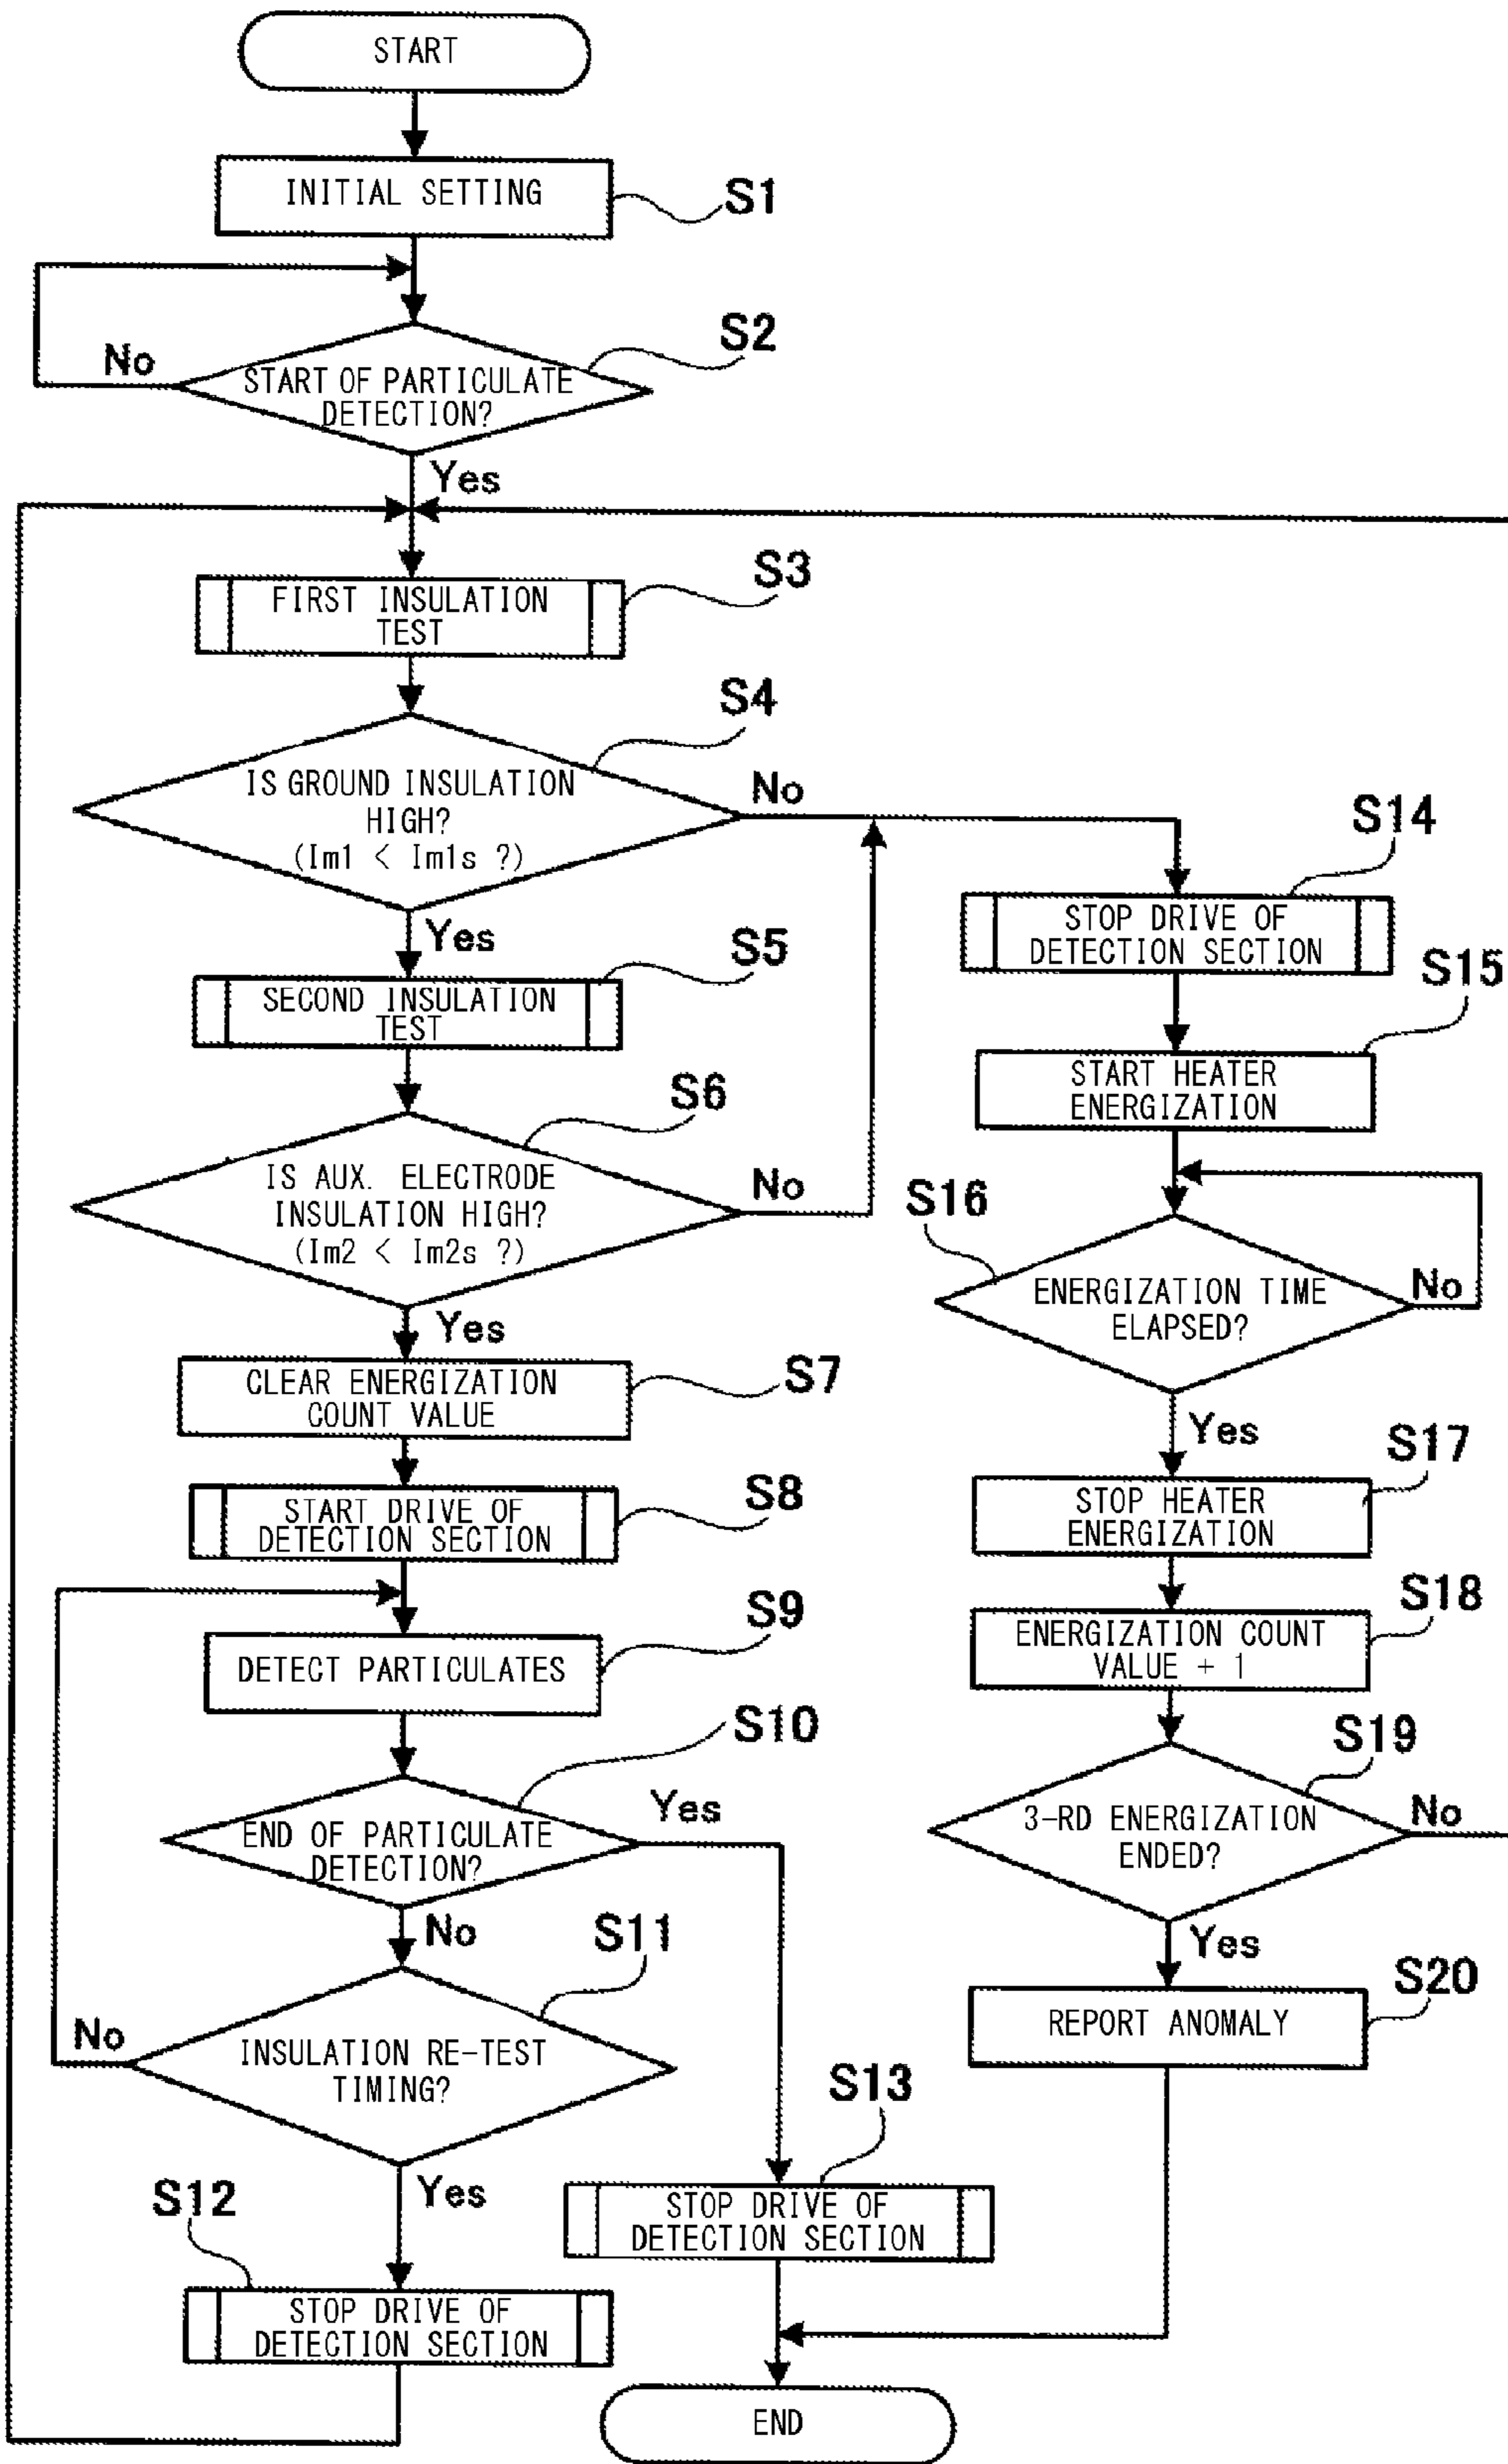 START
INITIAL SETTING
S1
S2
No
START OF PARTICULATE
DETECTION?
Yes
S3
FIRST INSULATION
TEST
S4
IS GROUND INSULATION
HIGH?
(Im1 < Im1s ?)
No
Yes
S5
SECOND INSULATION
TEST
S6
IS AUX. ELECTRODE
INSULATION HIGH?
(Im2 < Im2s ?)
No
Yes
S7
CLEAR ENERGIZATION
COUNT VALUE
S8
START DRIVE OF
DETECTION SECTION
S9
DETECT PARTICULATES
S10
END OF PARTICULATE
DETECTION?
Yes
No
S11
INSULATION RE-TEST
TIMING?
No
Yes
S12
STOP DRIVE OF
DETECTION SECTION
S13
STOP DRIVE OF
DETECTION SECTION
S14
STOP DRIVE OF
DETECTION SECTION
S15
START HEATER
ENERGIZATION
S16
ENERGIZATION TIME
ELAPSED?
No
Yes
S17
STOP HEATER
ENERGIZATION
S18
ENERGIZATION COUNT
VALUE + 1
S19
3-RD ENERGIZATION
ENDED?
No
Yes
S20
REPORT ANOMALY
END